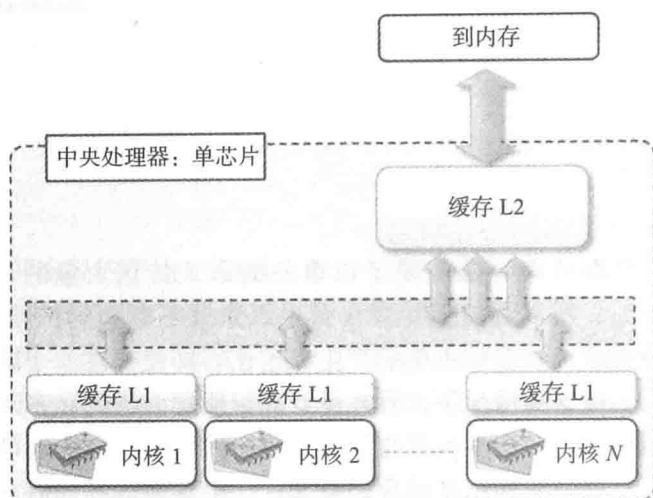 到内存
中央处理器：单芯片
缓存 L2
缓存 L1
缓存 L1
缓存 L1
内核 1
内核 2
内核 N